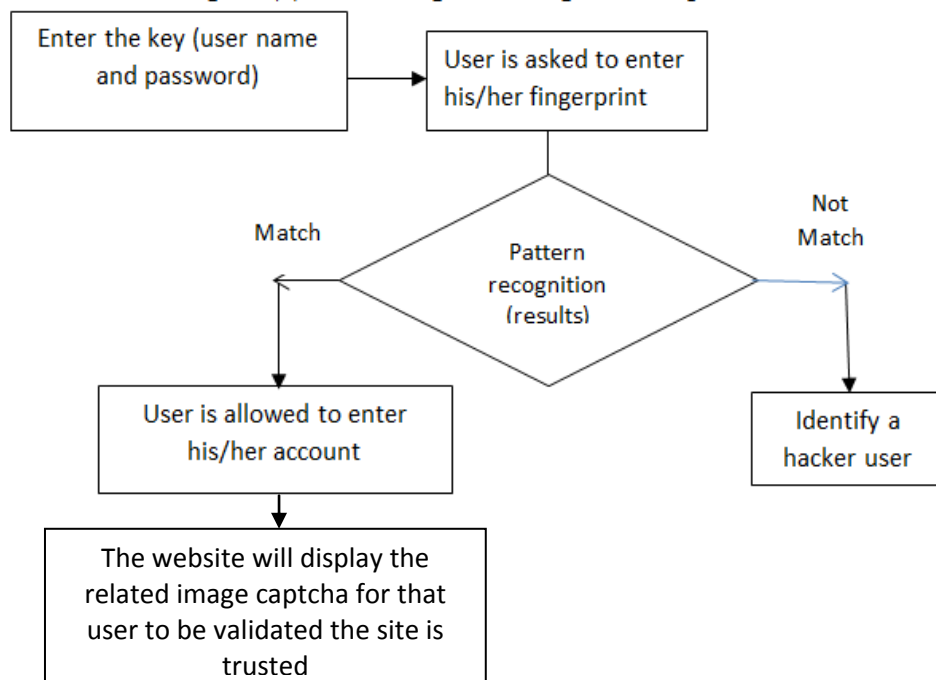 Enter the key (user name
and password)
User is asked to enter
his/her fingerprint
Match
Not
Match
Pattern
recognition
(results)
User is allowed to enter
his/her account
Identify a
hacker user
The website will display the
related image captcha for that
user to be validated the site is
trusted